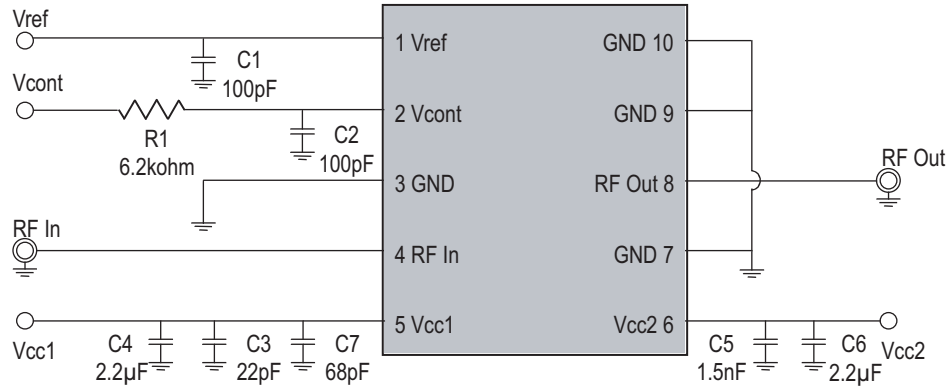 Vref
C1
100pF
1 Vref
GND 10
Vcont
R1
6.2kohm
C2
100pF
2 Vcont
GND 9
3 GND
RF Out 8
RF Out
RF In
4 RF In
GND 7
Vcc1
C4
2.2µF
C3
22pF
C7
68pF
5 Vcc1
Vcc2 6
C5
1.5nF
C6
2.2µF
Vcc2